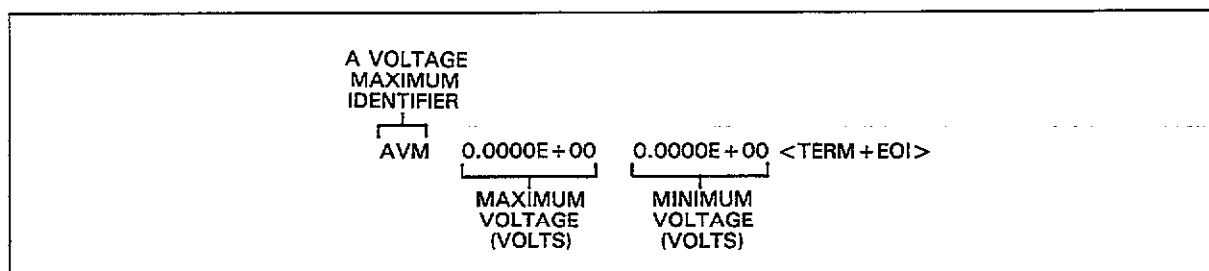 A VOLTAGE
MAXIMUM
IDENTIFIER
AVM 0.0000E+00 0.0000E+00 <TERM+EOI>
MAXIMUM VOLTAGE (VOLTS)
MINIMUM VOLTAGE (VOLTS)